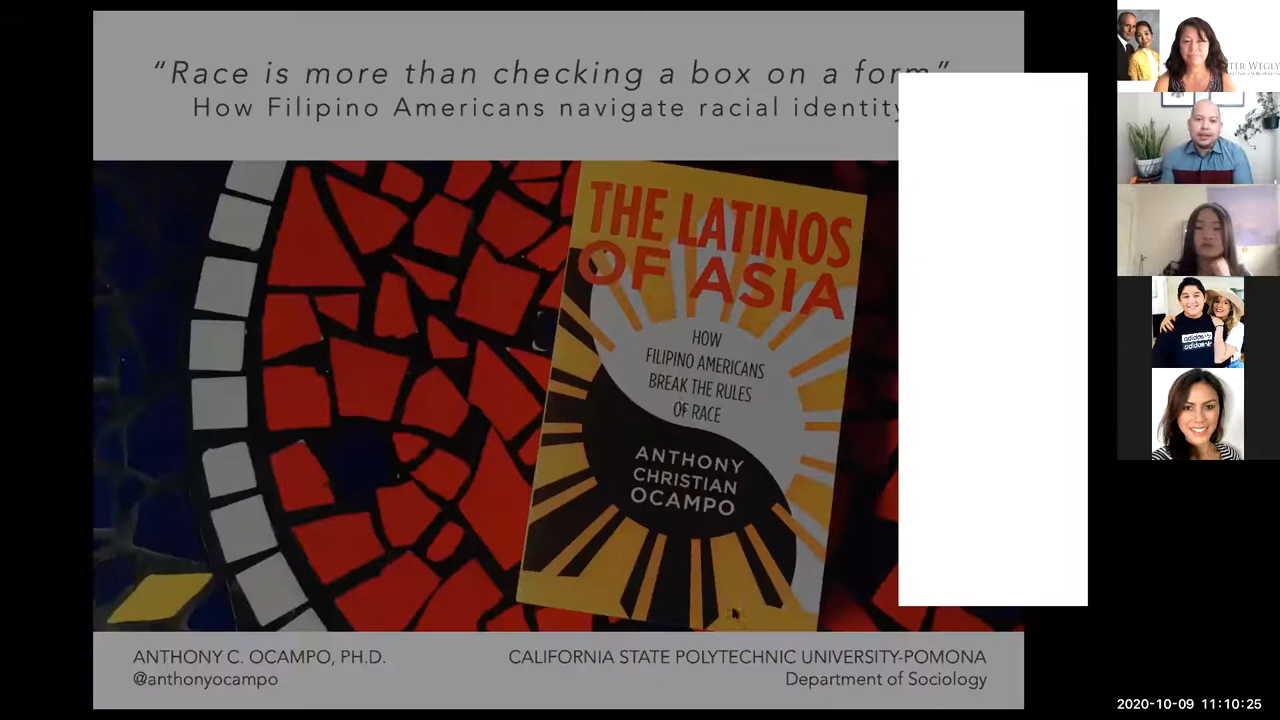 “Race is more than checking a box on a form”
How Filipino Americans navigate racial identity
THE LATINOS
OF ASIA
HOW
FILIPINO AMERICANS
BREAK THE RULES
OF RACE
ANTHONY
CHRISTIAN
OCAMPO
ANTHONY C. OCAMPO, PH.D.
@anthonyocampo
CALIFORNIA STATE POLYTECHNIC UNIVERSITY-POMONA
Department of Sociology
adidas
adidas
2020-10-09 11:10:25